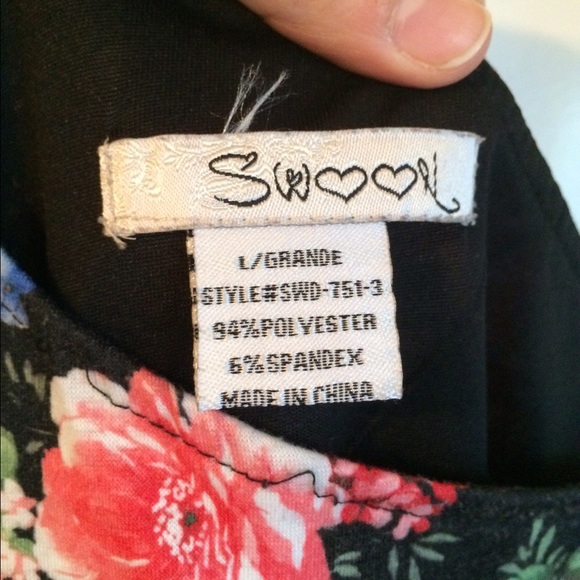 Swoon
L/GRANDE
STYLE#SWD-751-3
94%POLYESTER
6%SPANDEX
MADE IN CHINA